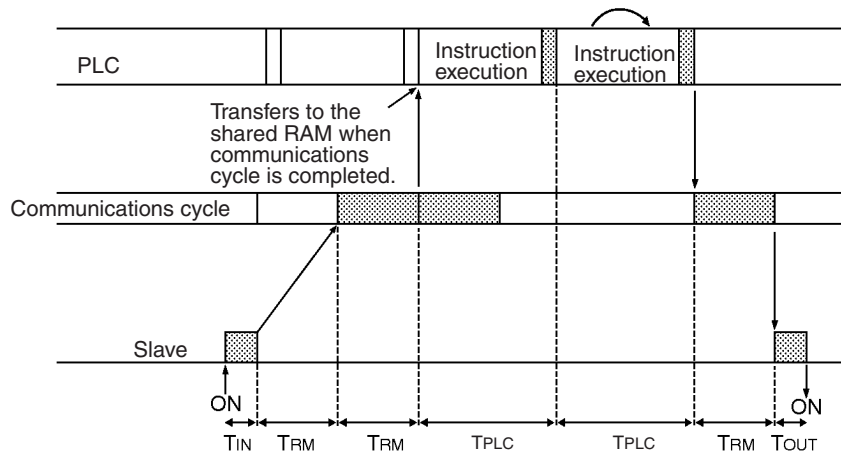 PLC
Instruction
execution
Instruction
execution
Transfers to the
shared RAM when
communications
cycle is completed.
Communications cycle
Slave
ON
ON
TIN
TRM
TRM
TPLC
TPLC
TRM
TOUT